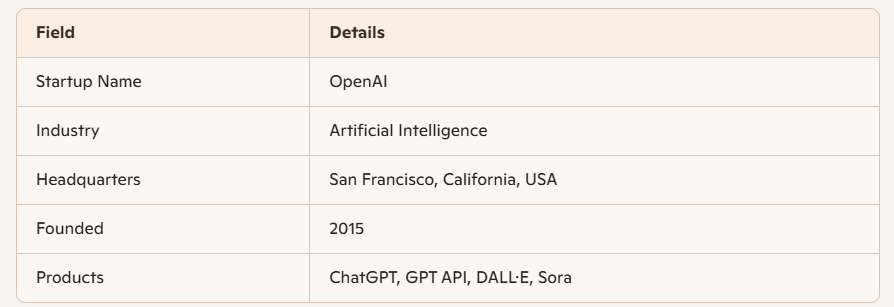 Field Details
Startup Name OpenAI
Industry Artificial Intelligence
Headquarters San Francisco, California, USA
Founded 2015
Products ChatGPT, GPT API, DALL·E, Sora